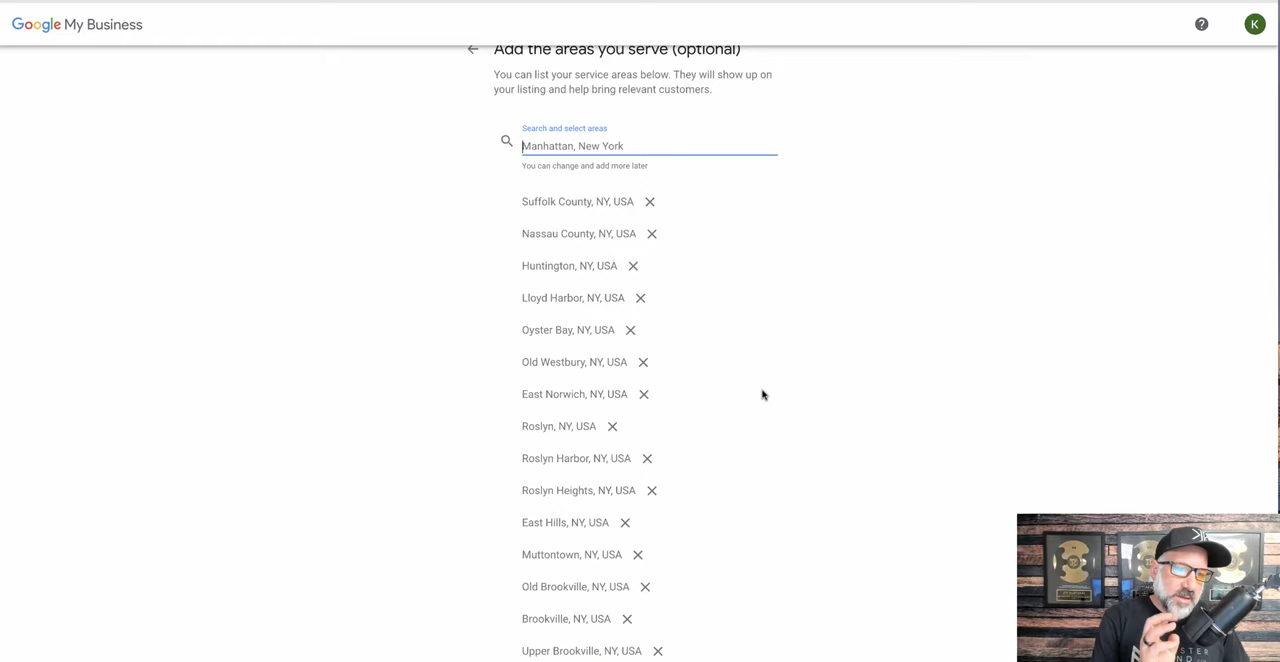 Google My Business
K
Add the areas you serve (optional)
You can list your service areas below. They will show up on
your listing and help bring relevant customers.
Search and select areas
Manhattan, New York
You can change and add more later
Suffolk County, NY, USA
Nassau County, NY, USA
Huntington, NY, USA
Lloyd Harbor, NY, USA
Oyster Bay, NY, USA
Old Westbury, NY, USA
East Norwich, NY, USA
Roslyn, NY, USA
Roslyn Harbor, NY, USA
Roslyn Heights, NY, USA
East Hills, NY, USA
Muttontown, NY, USA
Old Brookville, NY, USA
Brookville, NY, USA
Upper Brookville, NY, USA